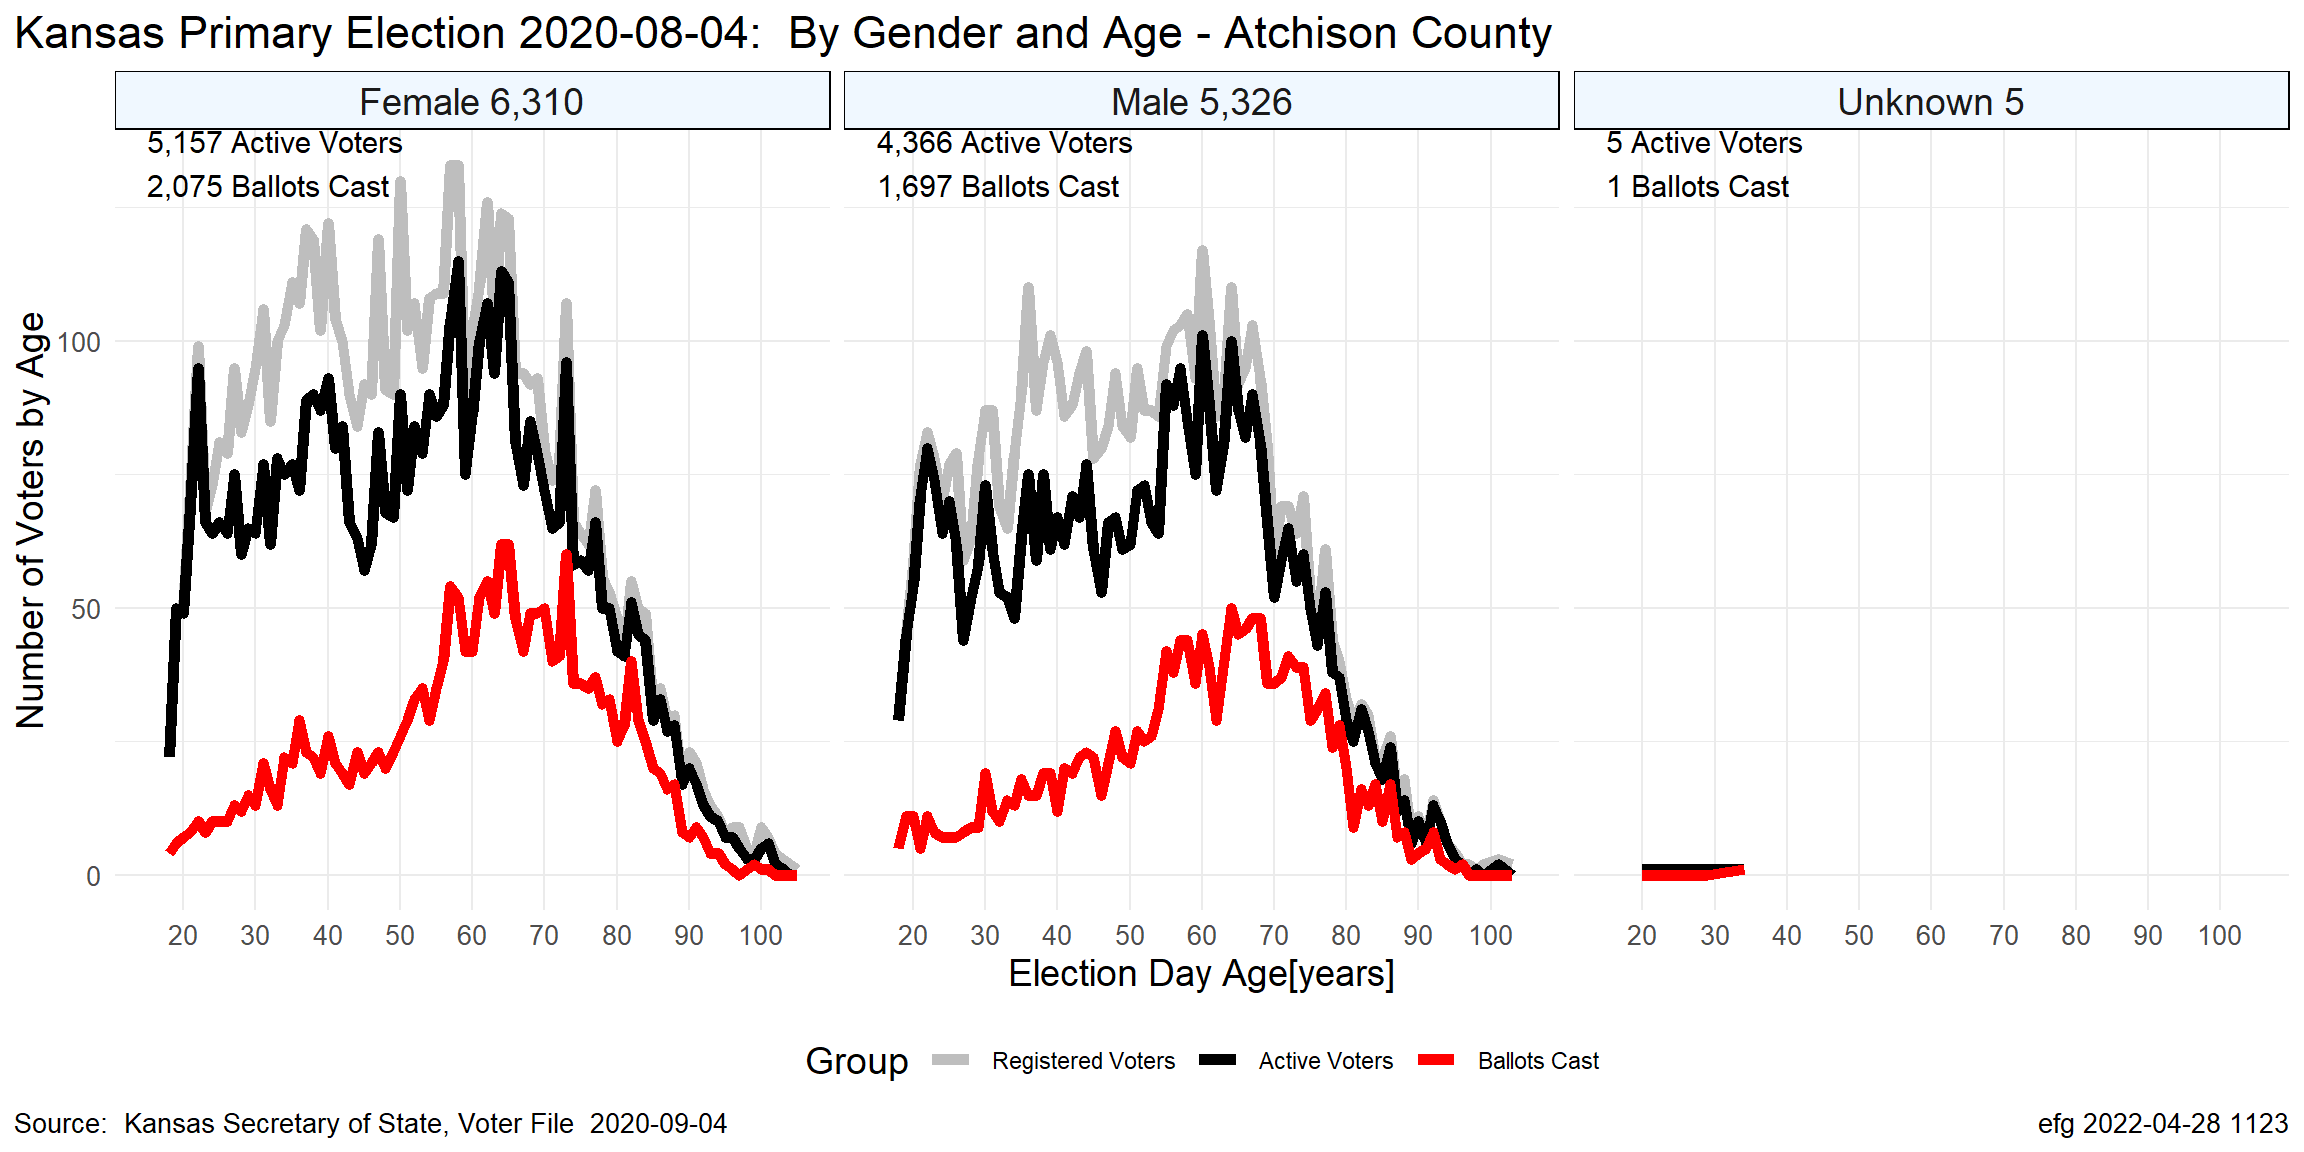 Kansas Primary Election 2020-08-04:  By Gender and Age - Atchison County
Female 6,310
Male 5,326
Unknown 5
5,157 Active Voters
2,075 Ballots Cast
4,366 Active Voters
1,697 Ballots Cast
5 Active Voters
1 Ballots Cast
Number of Voters by Age
100
50
0
20 30 40 50 60 70 80 90 100
20 30 40 50 60 70 80 90 100
20 30 40 50 60 70 80 90 100
Election Day Age[years]
Group Registered Voters Active Voters Ballots Cast
Source:  Kansas Secretary of State, Voter File  2020-09-04
efg 2022-04-28 1123